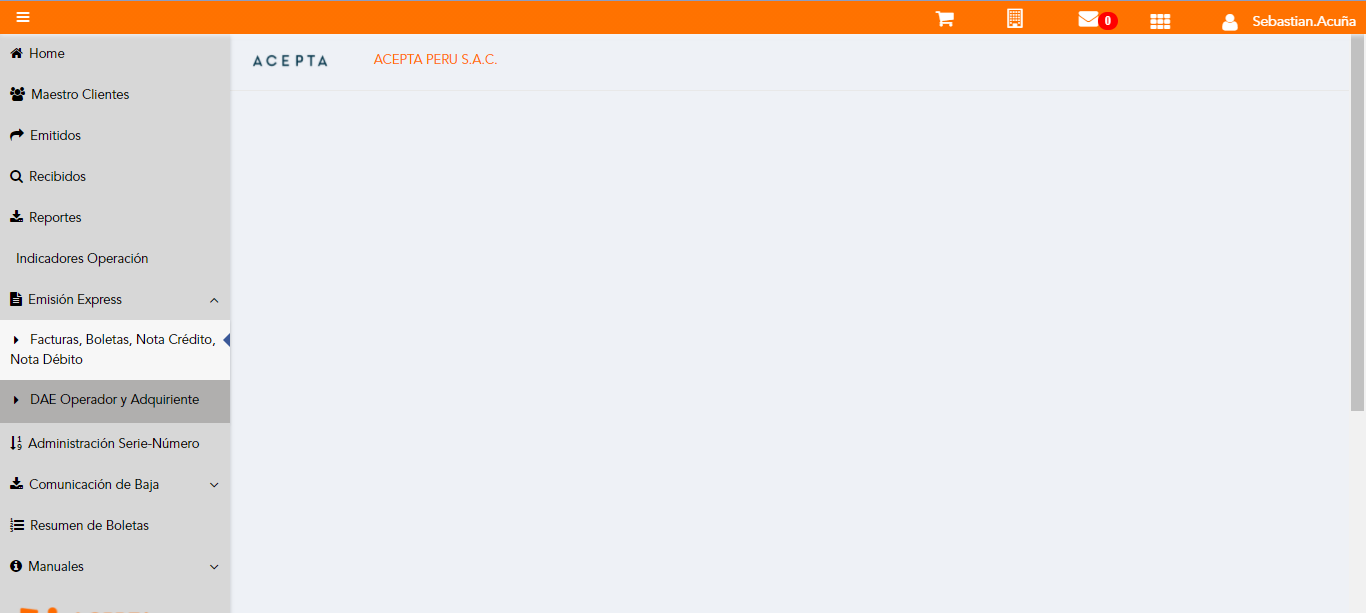 0
Sebastian.Acuña
Home
ACEPTA
ACEPTA PERU S.A.C.
Maestro Clientes
Emitidos
Recibidos
Reportes
Indicadores Operación
Emisión Express
Facturas, Boletas, Nota Crédito,
Nota Débito
DAE Operador y Adquiriente
Administración Serie-Número
Comunicación de Baja
Resumen de Boletas
Manuales